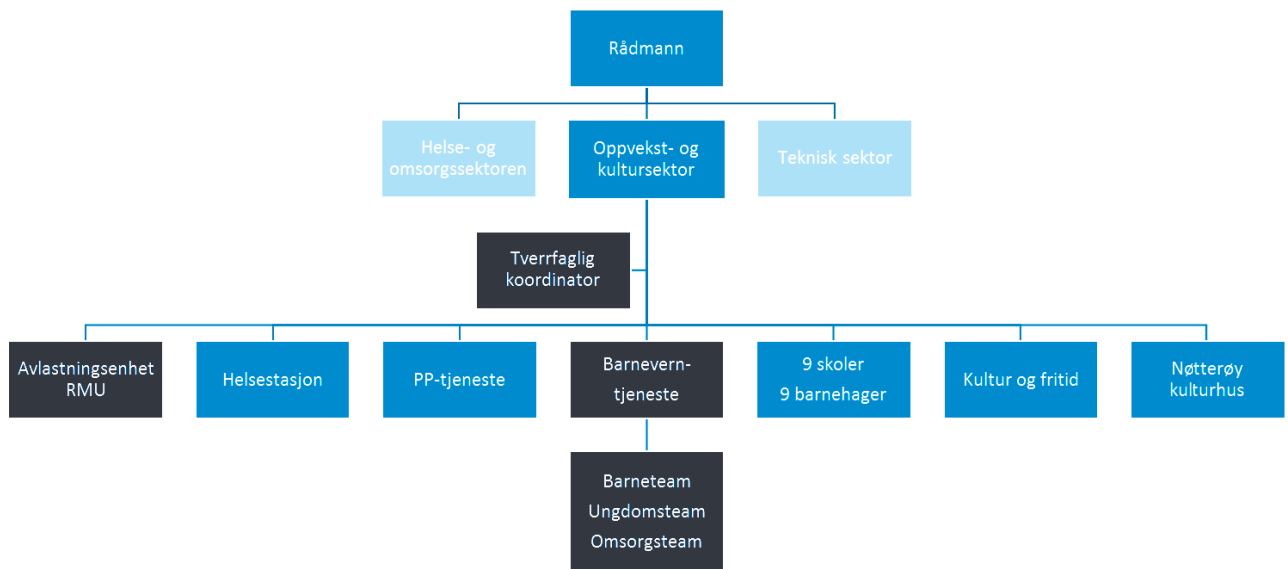 Rådmann
Helse- og
omsorgssektoren
Oppvekst- og
kultursektor
Teknisk sektor
Tverrfaglig
koordinator
Avlastningsenhet
RMU
Helsestasjon
PP-tjeneste
Barnevern-
tjeneste
9 skoler
9 barnehager
Kultur og fritid
Nøtterøy
kulturhus
Barneteam
Ungdomsteam
Omsorgsteam